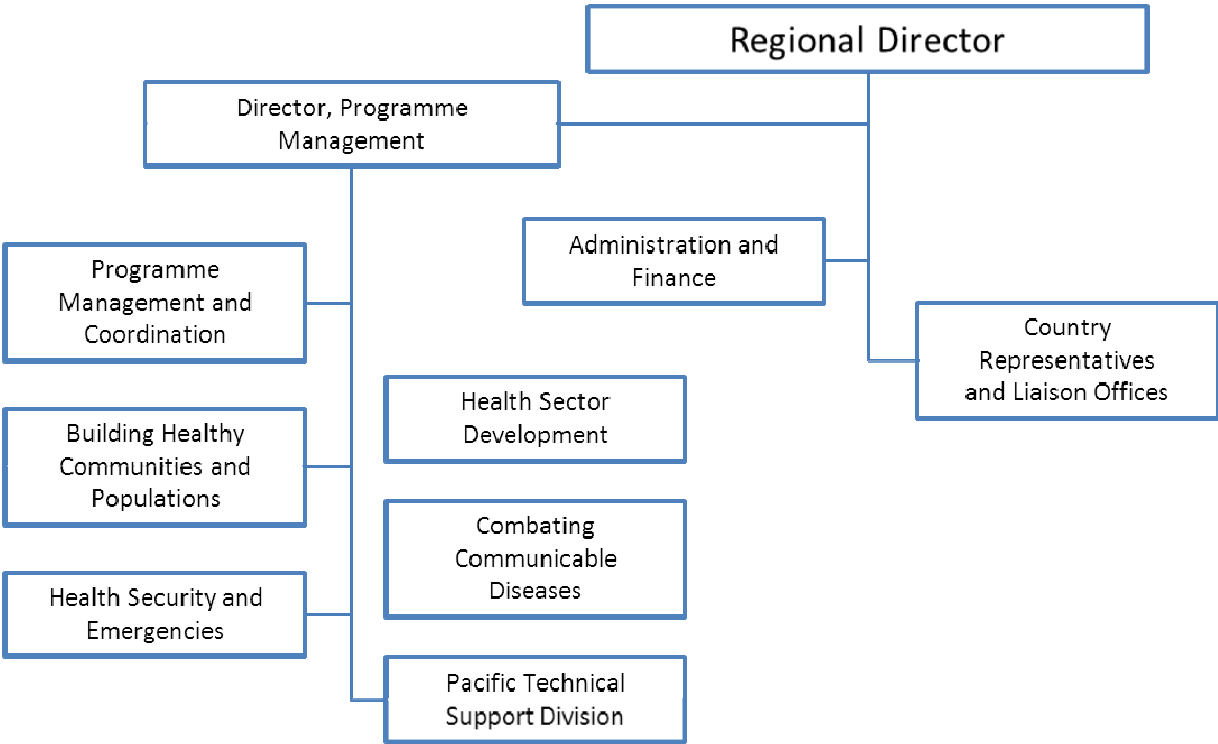 Regional Director
Director, Programme
Management
Administration and
Finance
Programme
Management and
Coordination
Country
Representatives
and Liaison Offices
Health Sector
Development
Building Healthy
Communities and
Populations
Combating
Communicable
Diseases
Health Security and
Emergencies
Pacific Technical
Support Division